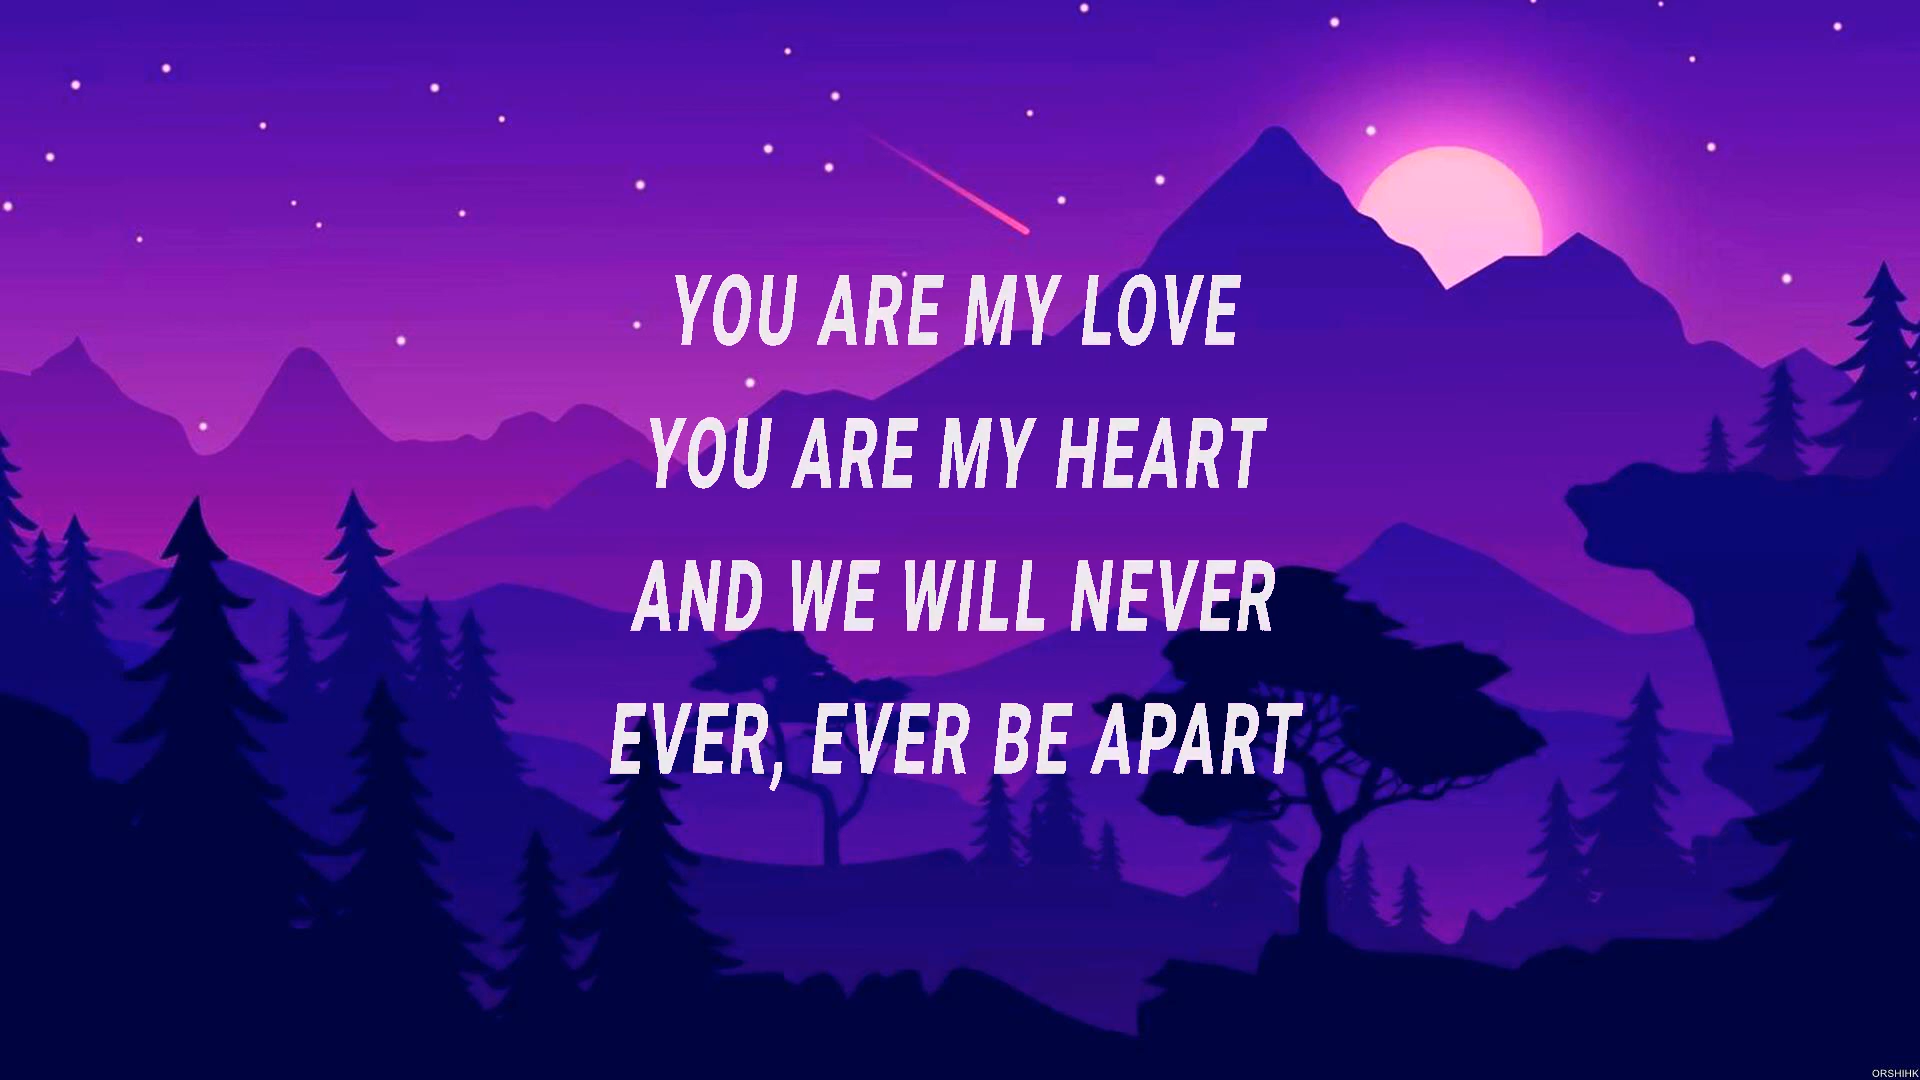 YOU ARE MY LOVE
YOU ARE MY HEART
AND WE WILL NEVER
EVER, EVER BE APART
ORSHIHK